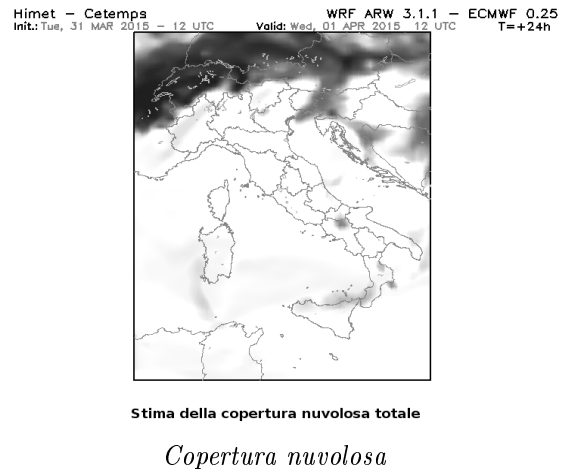 Himet − Cetemps WRF ARW 3.1.1 − ECMWF 0.25
Init.: Tue, 31 MAR 2015 − 12 UTC Valid: Wed, 01 APR 2015 12 UTC T=+24h
Stima della copertura nuvolosa totale
Copertura nuvolosa